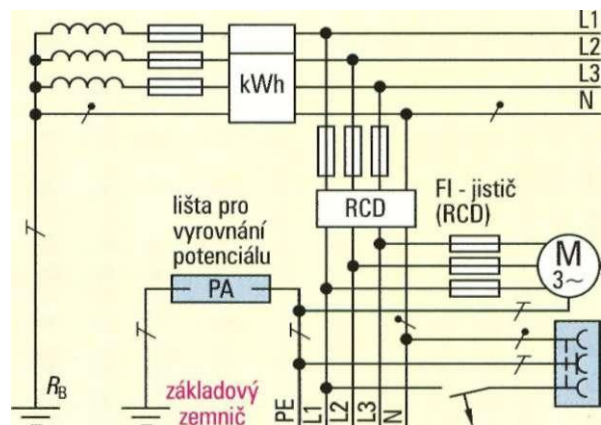 L1
L2
L3
N
kWh
RCD
FI - jistič
(RCD)
lišta pro
vyrovnání
potenciálu
PA
M
3~
R_B
základový
zemnič
PE
L1
L2
L3
N